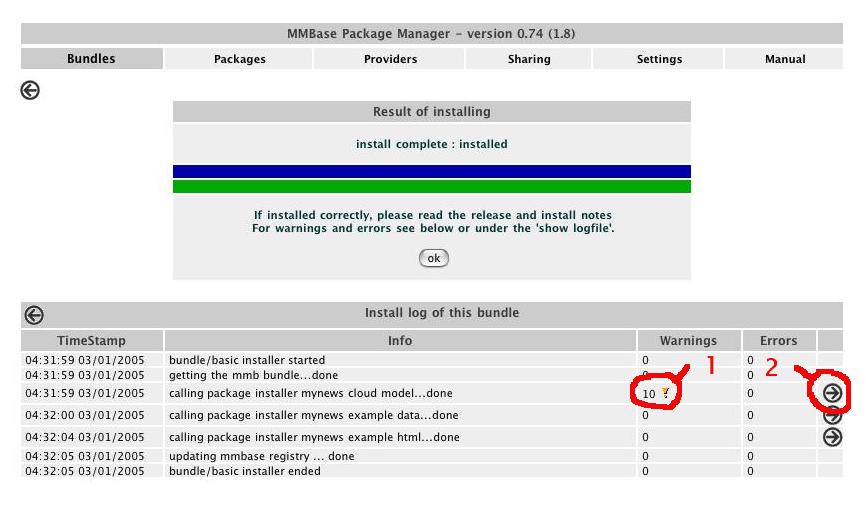 MMBase Package Manager - version 0.74 (1.8)
Bundles Packages Providers Sharing Settings Manual
Result of installing
install complete : installed
If installed correctly, please read the release and install notes
For warnings and errors see below or under the 'show logfile'.
ok
Install log of this bundle
TimeStamp Info Warnings Errors
04:31:59 03/01/2005 bundle/basic installer started 0 0
04:31:59 03/01/2005 getting the mmb bundle...done 0 0
1 2
04:31:59 03/01/2005 calling package installer mynews cloud model...done 10 ! 0
04:32:00 03/01/2005 calling package installer mynews example data...done 0 0
04:32:04 03/01/2005 calling package installer mynews example html...done 0 0
04:32:05 03/01/2005 updating mmbase registry ... done 0 0
04:32:05 03/01/2005 bundle/basic installer ended 0 0